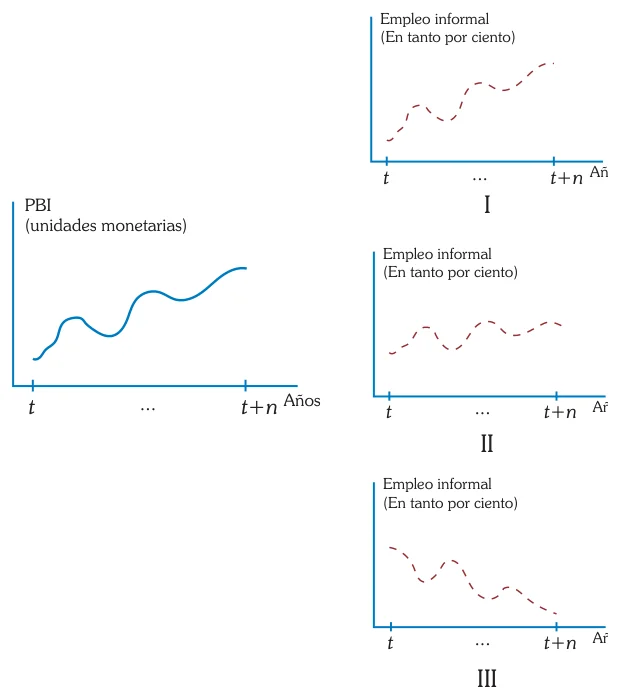 Empleo informal
(En tanto por ciento)
t
...
t+n
Añ
I
PBI
(unidades monetarias)
t
...
t+n
Años
Empleo informal
(En tanto por ciento)
t
...
t+n
II
Empleo informal
(En tanto por ciento)
t
...
t+n
III